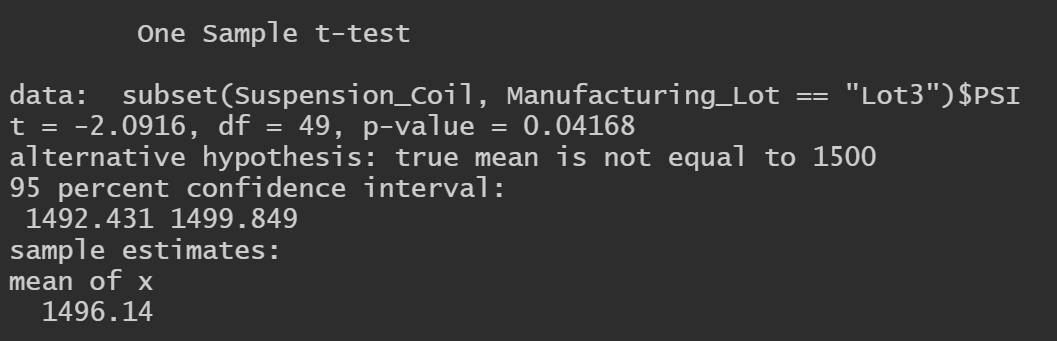 One Sample t-test
data:  subset(Suspension_Coil, Manufacturing_Lot == "Lot3")$PSI
t = -2.0916, df = 49, p-value = 0.04168
alternative hypothesis: true mean is not equal to 1500
95 percent confidence interval:
 1492.431 1499.849
sample estimates:
mean of x
  1496.14